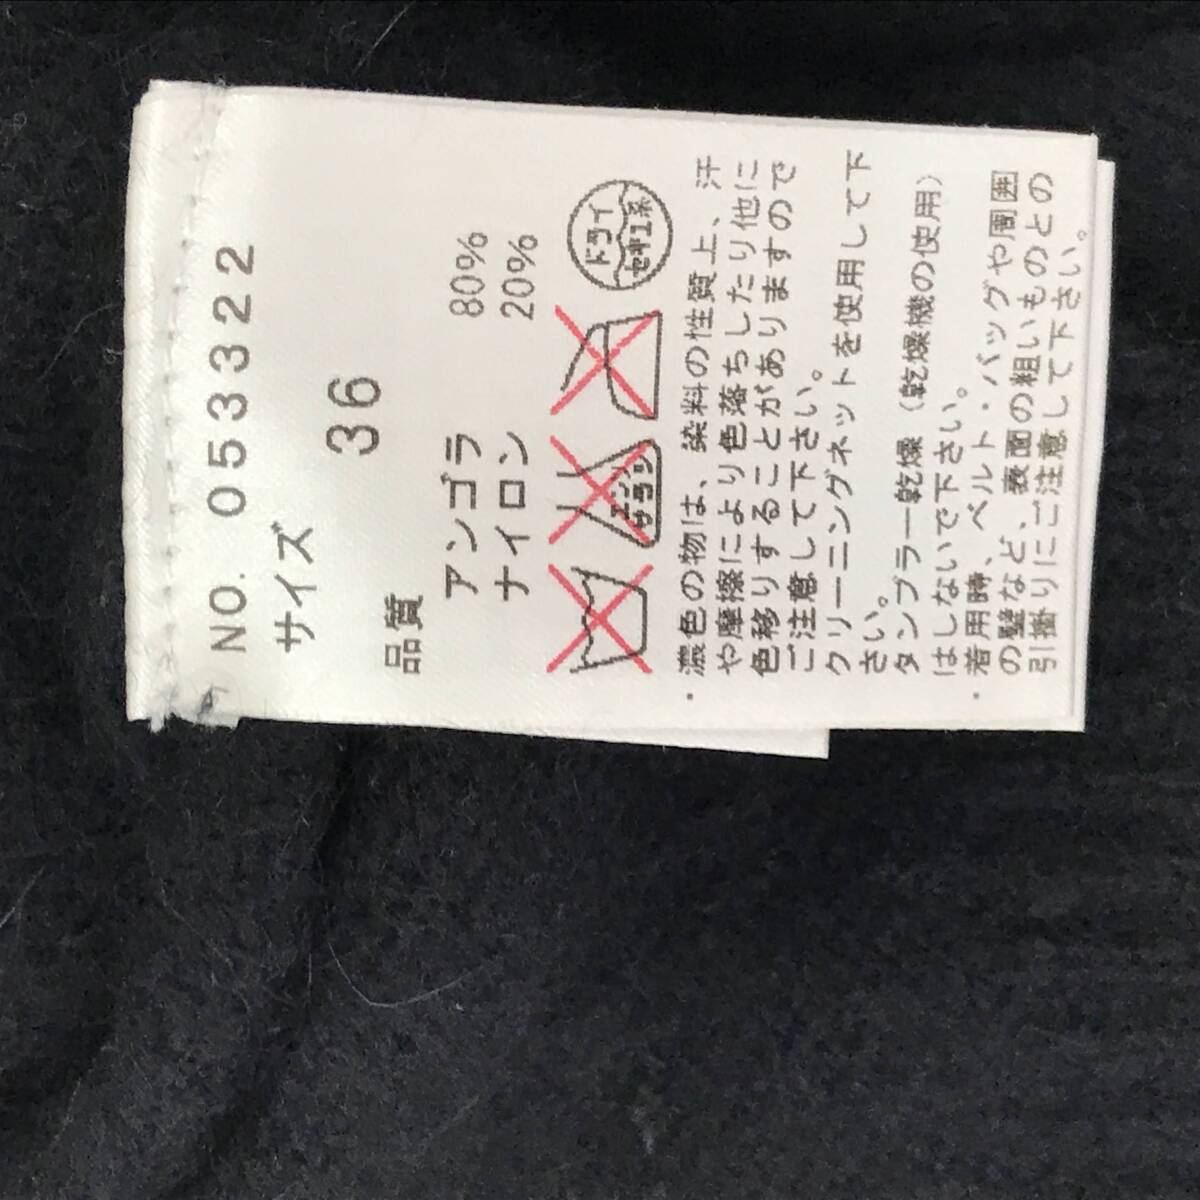 NO. 053322
サイズ
36
品質
アンゴラ 80%
ナイロン 20%
エンソ
サラシ
ドライ
セキユ系
・濃色の物は、染料の性質上、汗
や摩擦により色落ちしたり他に
色移りすることがありますので
ご注意して下さい。
クリーニングネットを使用して下
さい。
タンブラー乾燥（乾燥機の使用）
はしないで下さい。
・着用時、ベルト・バッグや周囲
の壁など、表面の粗いものとの
引掛りにご注意して下さい。